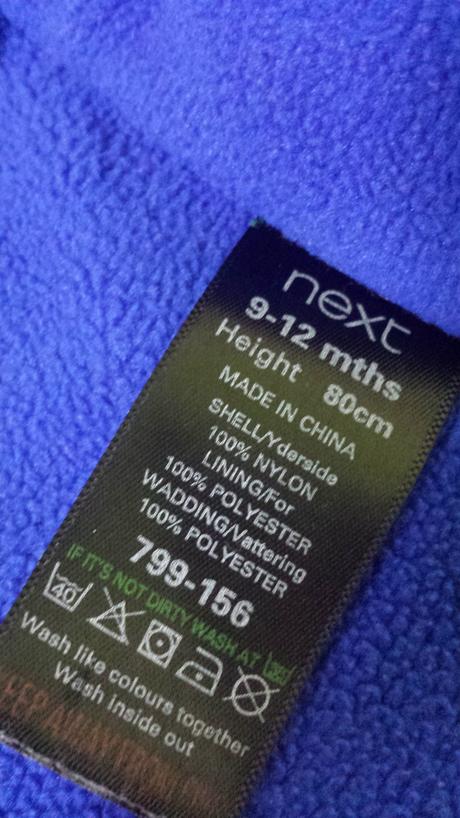 next
9-12 mths
Height 80cm
MADE IN CHINA
SHELL/Yderside
100% NYLON
LINING/For
100% POLYESTER
WADDING/Vattering
100% POLYESTER
799-156
IF IT'S NOT DIRTY WASH AT
40
Wash like colours together
Wash inside out